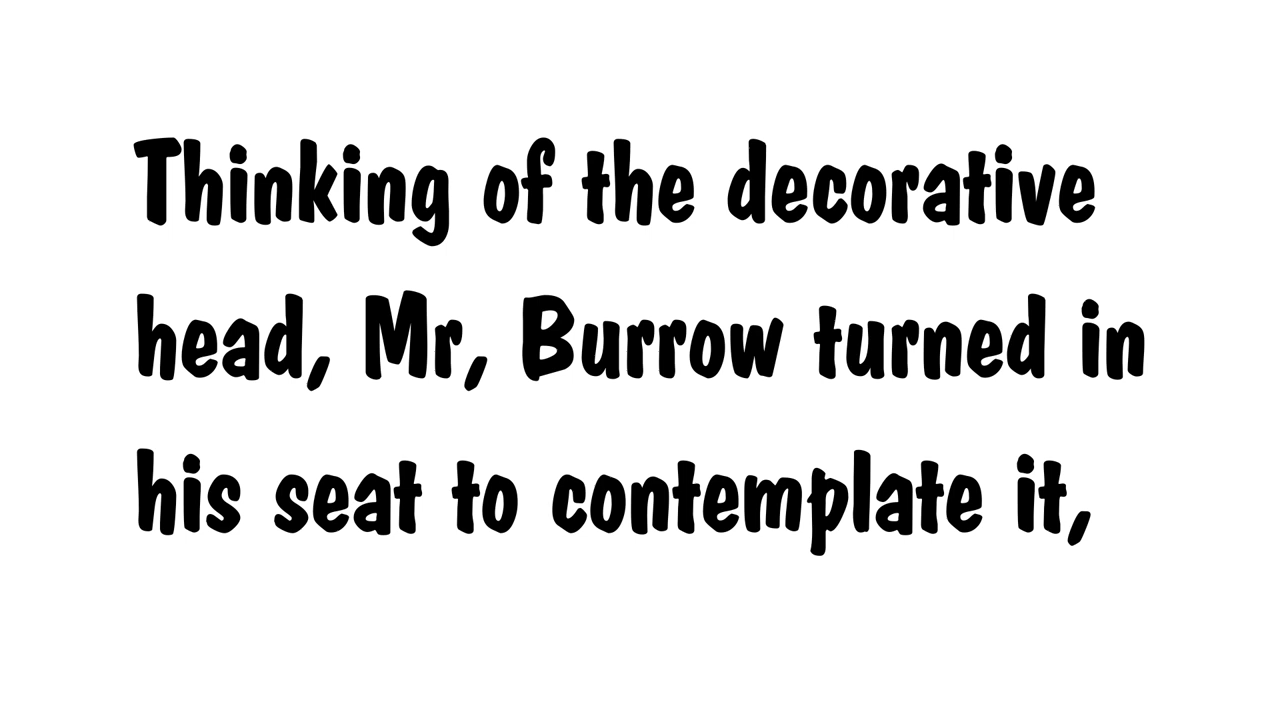 Thinking of the decorative
head, Mr, Burrow turned in
his seat to contemplate it,